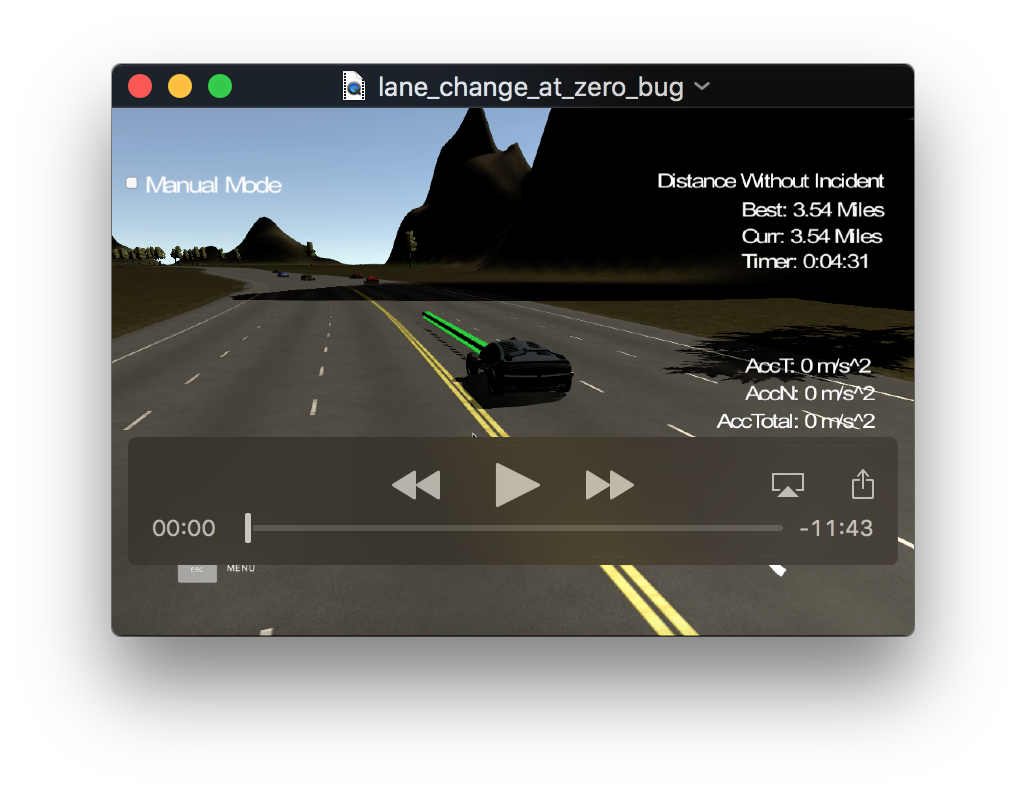 lane_change_at_zero_bug
Manual Mode
Distance Without Incident
Best: 3.54 Miles
Curr: 3.54 Miles
Timer: 0:04:31
AccT: 0 m/s^2
AccN: 0 m/s^2
AccTotal: 0 m/s^2
00:00
-11:43
ESC MENU